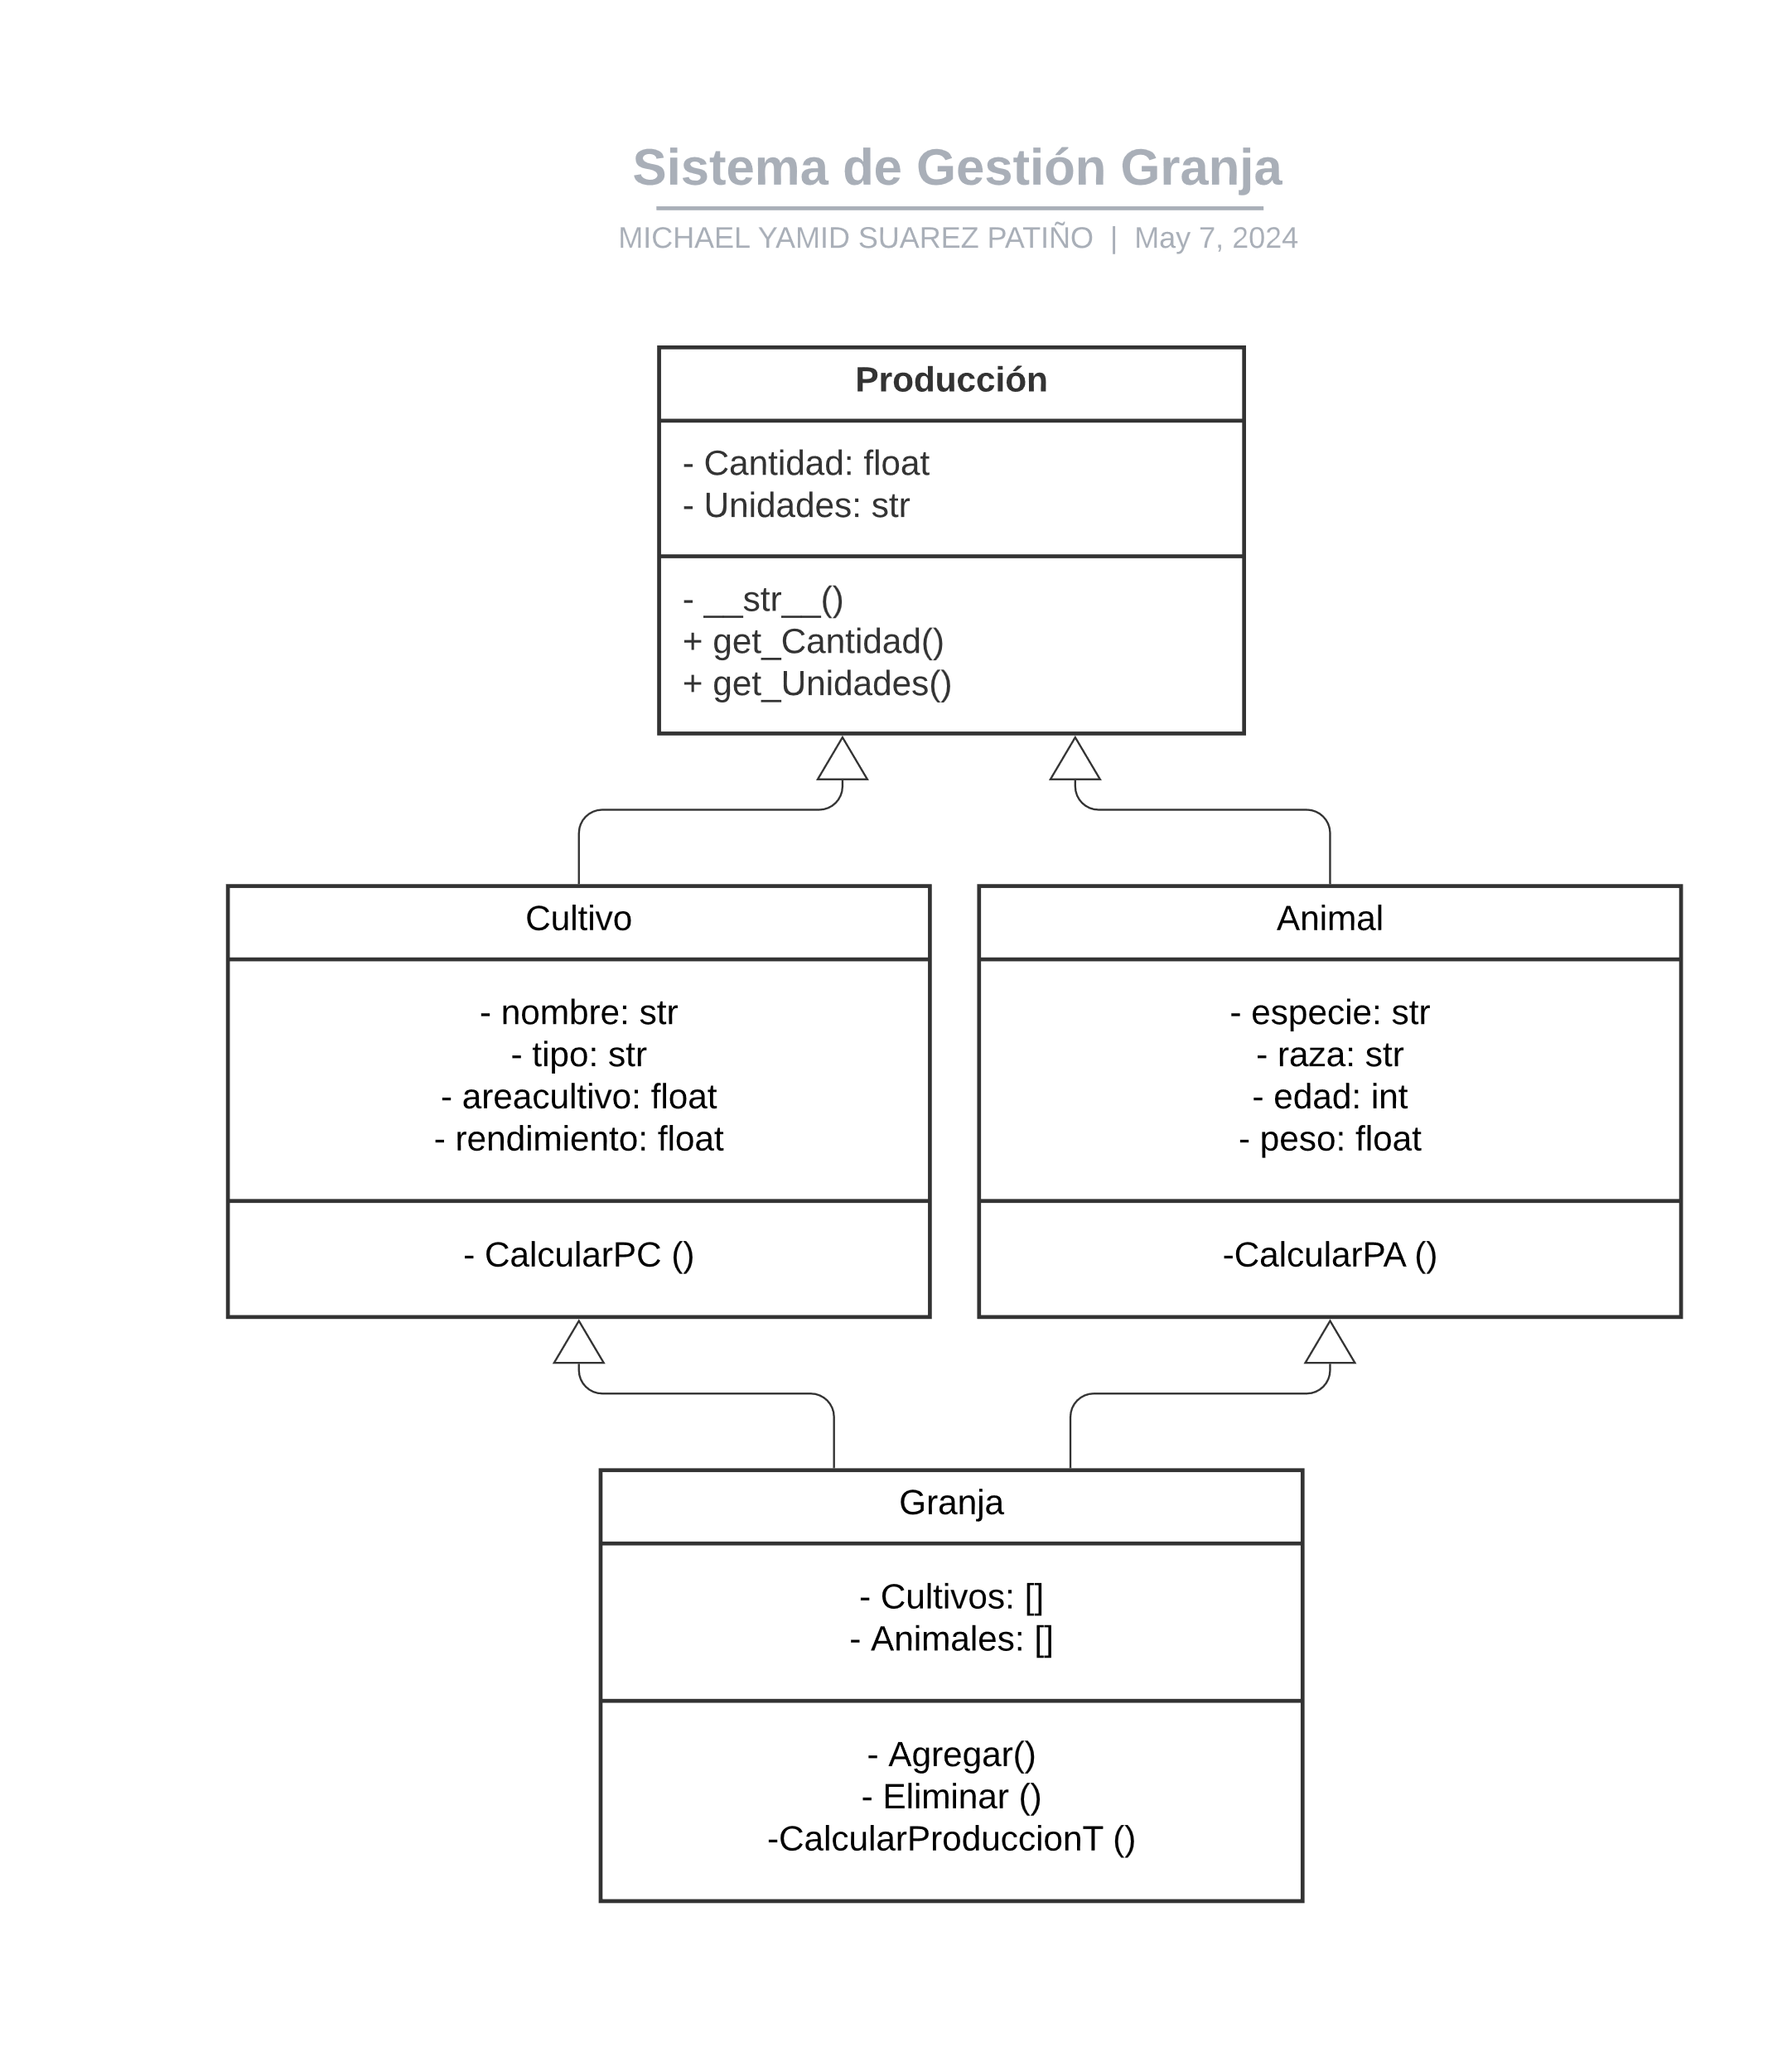 Sistema de Gestión Granja
MICHAEL YAMID SUAREZ PATIÑO | May 7, 2024
Producción
- Cantidad: float
- Unidades: str
- __str__()
+ get_Cantidad()
+ get_Unidades()
Cultivo
- nombre: str
- tipo: str
- areacultivo: float
- rendimiento: float
- CalcularPC ()
Animal
- especie: str
- raza: str
- edad: int
- peso: float
-CalcularPA ()
Granja
- Cultivos: []
- Animales: []
- Agregar()
- Eliminar ()
-CalcularProduccionT ()